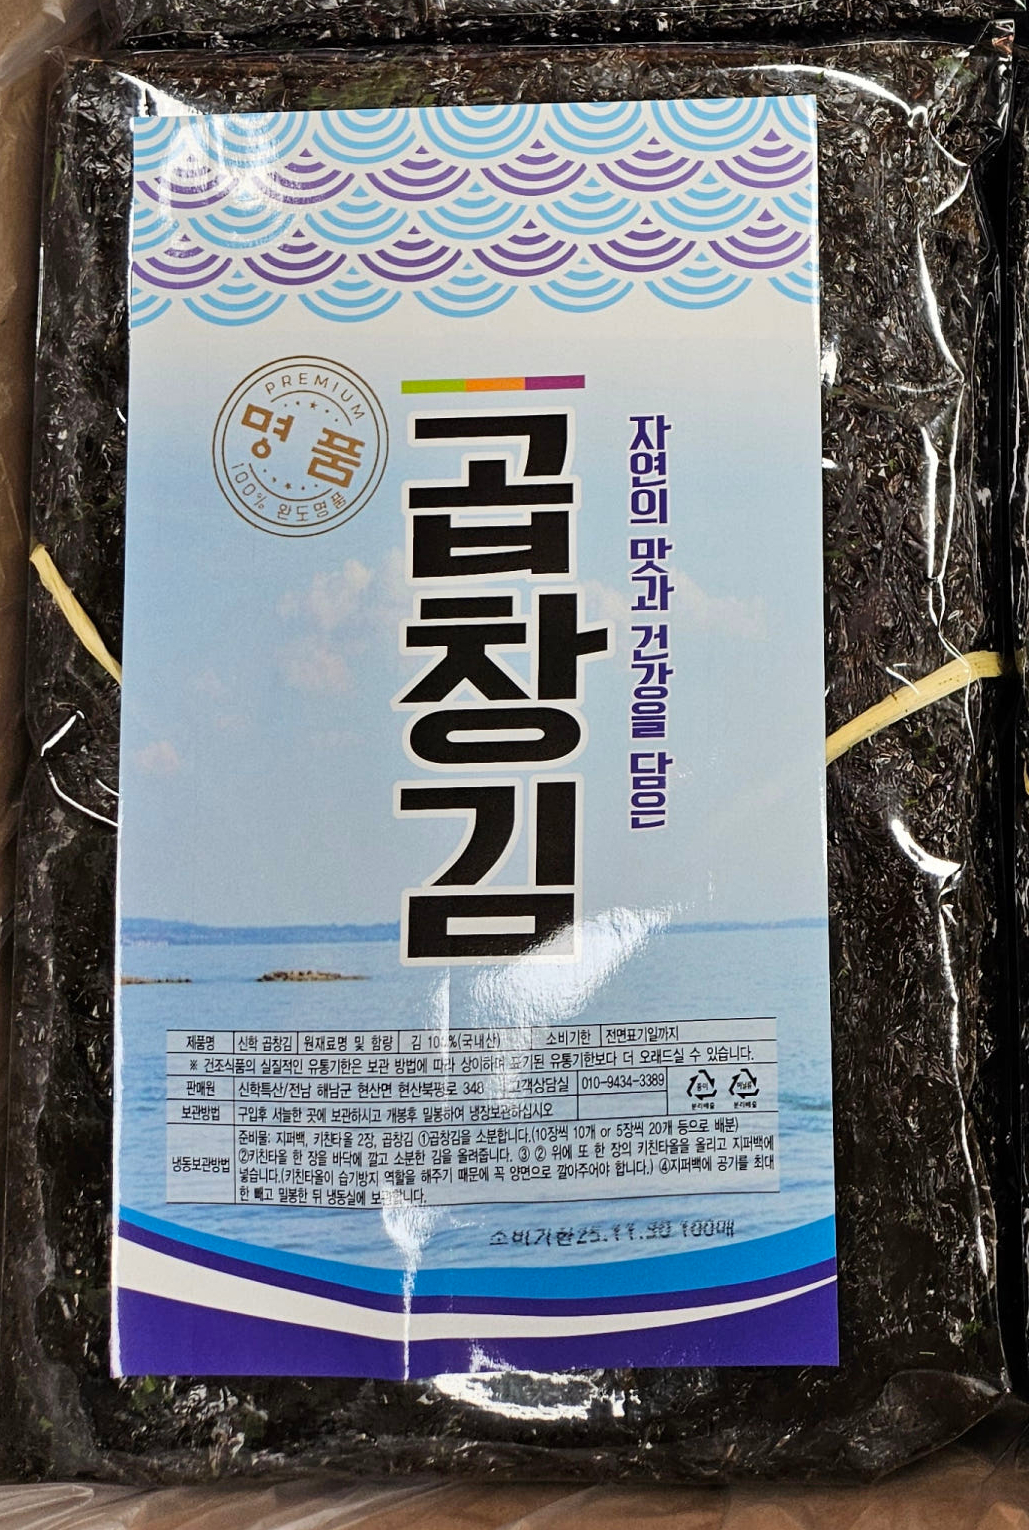 PREMIUM
명품
100% 완도명품
곱창김
자연의 맛과 건강을 담은
제품명 신학 곱창김 원재료명 및 함량 김 100%(국내산) 소비기한 전면표기일까지
※ 건조식품의 실질적인 유통기한은 보관 방법에 따라 상이하며 표기된 유통기한보다 더 오래드실 수 있습니다.
판매원 신학특산/전남 해남군 현산면 현산북평로 348 고객상담실 010-9434-3389
종이 비닐류
분리배출 분리배출
보관방법 구입후 서늘한 곳에 보관하시고 개봉후 밀봉하여 냉장보관하십시오
냉동보관방법 준비물: 지퍼백, 키친타올 2장, 곱창김 ①곱창김을 소분합니다.(10장씩 10개 or 5장씩 20개 등으로 배분)
②키친타올 한 장을 바닥에 깔고 소분한 김을 올려줍니다. ③ ② 위에 또 한 장의 키친타올을 올리고 지퍼백에
넣습니다.(키친타올이 습기방지 역할을 해주기 때문에 꼭 양면으로 깔아주어야 합니다.) ④지퍼백에 공기를 최대
한 빼고 밀봉한 뒤 냉동실에 보관합니다.
소비기한25.11.30 100매